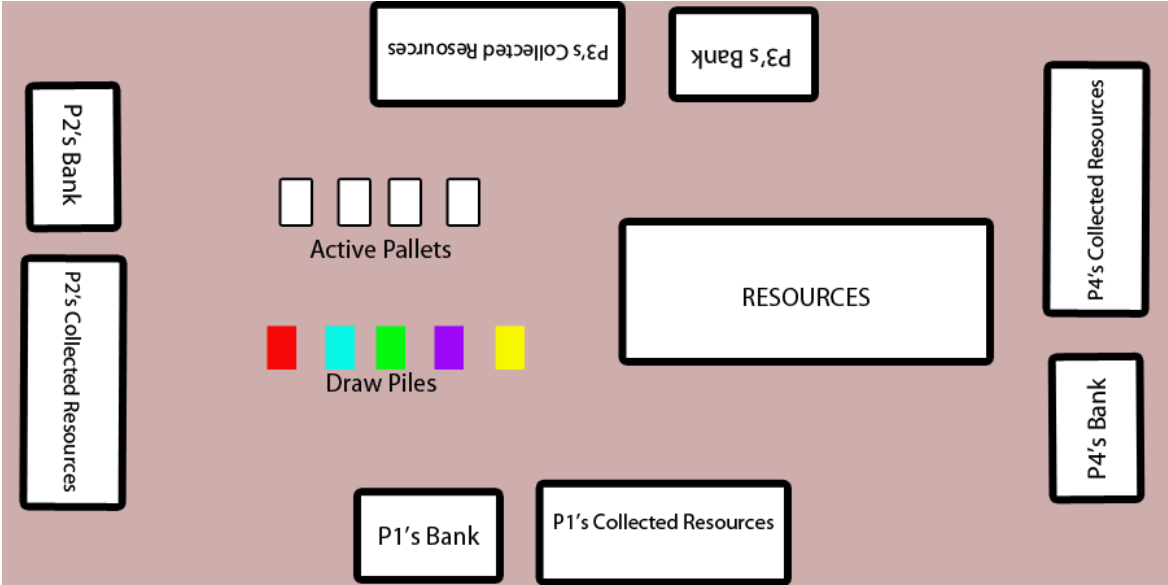 P3's Collected Resources
P3's Bank
P2's Bank
P4's Collected Resources
Active Pallets
P2's Collected Resources
RESOURCES
Draw Piles
P4's Bank
P1's Bank
P1's Collected Resources